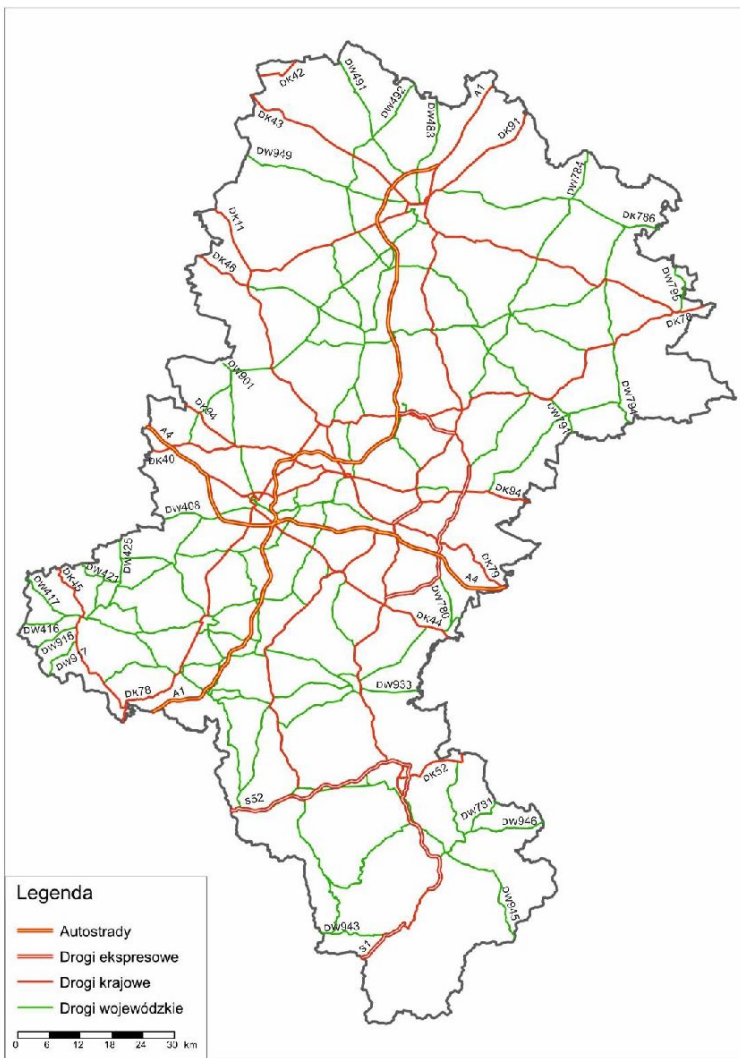 DK42
DW491
DW492
DW483
A1
DK91
DK43
DW949
DW784
DK786
DK11
DK46
DW795
DK78
DW901
DW794
DW791
DK94
A4
DK40
DK94
DW408
DW425
DK79
A4
DW421
DK45
DW417
DW780
DW416
DK44
DW916
DW917
DK78
A1
DW933
DK52
S52
DW781
DW946
DW945
DW943
S1
Legenda
Autostrady
Drogi ekspresowe
Drogi krajowe
Drogi wojewódzkie
0 6 12 18 24 30 km